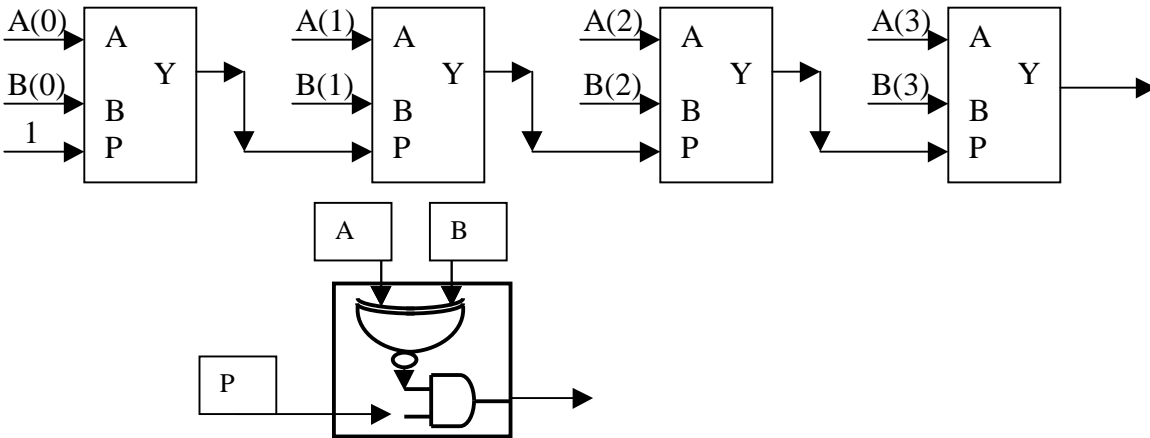 A(0) A(1) A(2) A(3)
A A A A
Y Y Y Y
B(0) B(1) B(2) B(3)
B B B B
1
P P P P
A B
P